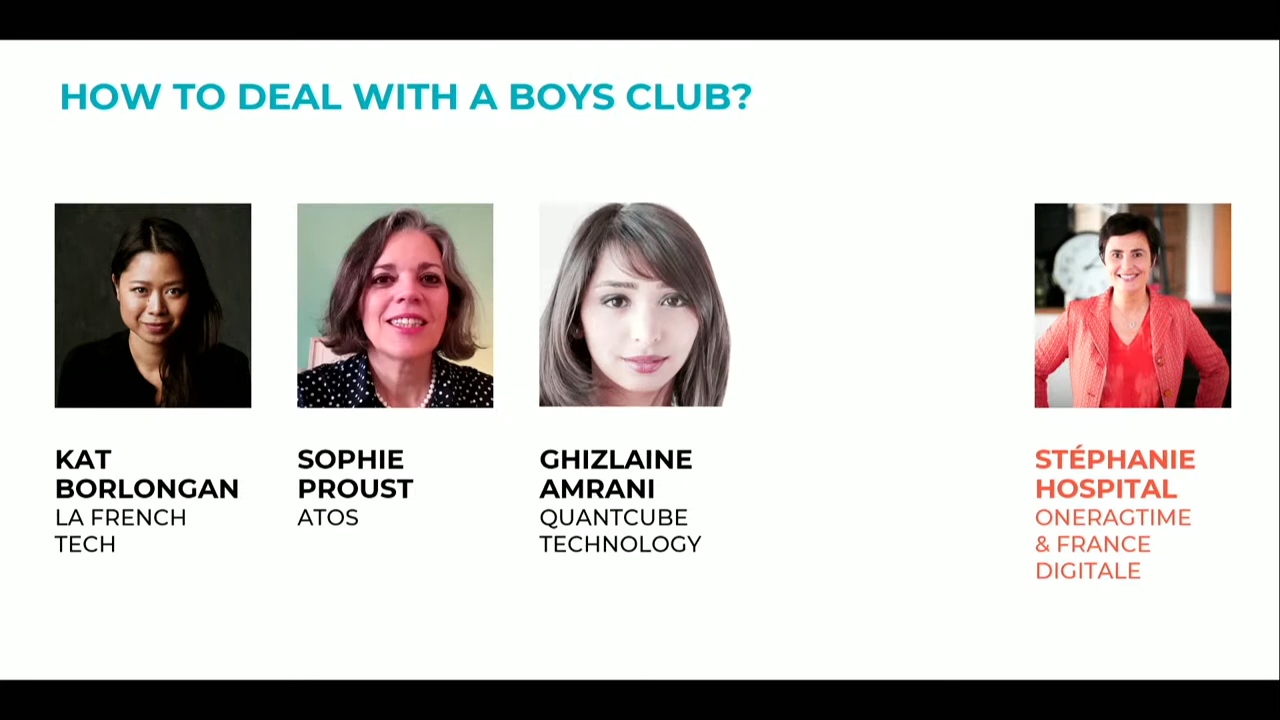 HOW TO DEAL WITH A BOYS CLUB?
KAT
BORLONGAN
LA FRENCH
TECH
SOPHIE
PROUST
ATOS
GHIZLAINE
AMRANI
QUANTCUBE
TECHNOLOGY
STÉPHANIE
HOSPITAL
ONERAGTIME
& FRANCE
DIGITALE